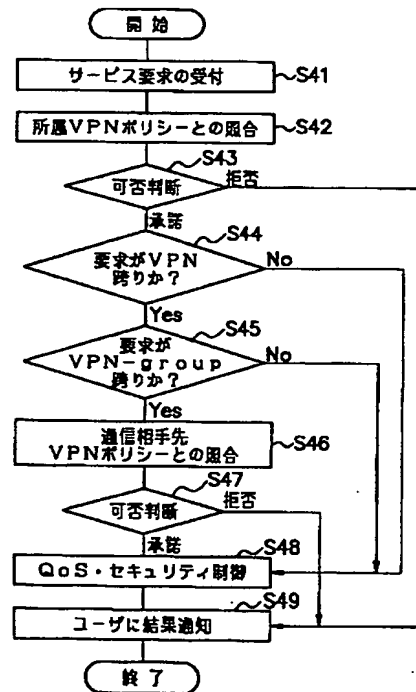 開始
サービス要求の受付
S41
所属VPNポリシーとの照合
S42
S43
可否判断
拒否
承諾
S44
要求がVPN
跨りか?
No
Yes
S45
要求が
VPN-group
跨りか?
No
Yes
通信相手先
VPNポリシーとの照合
S46
S47
可否判断
拒否
承諾
S48
QoS・セキュリティ制御
S49
ユーザに結果通知
終了